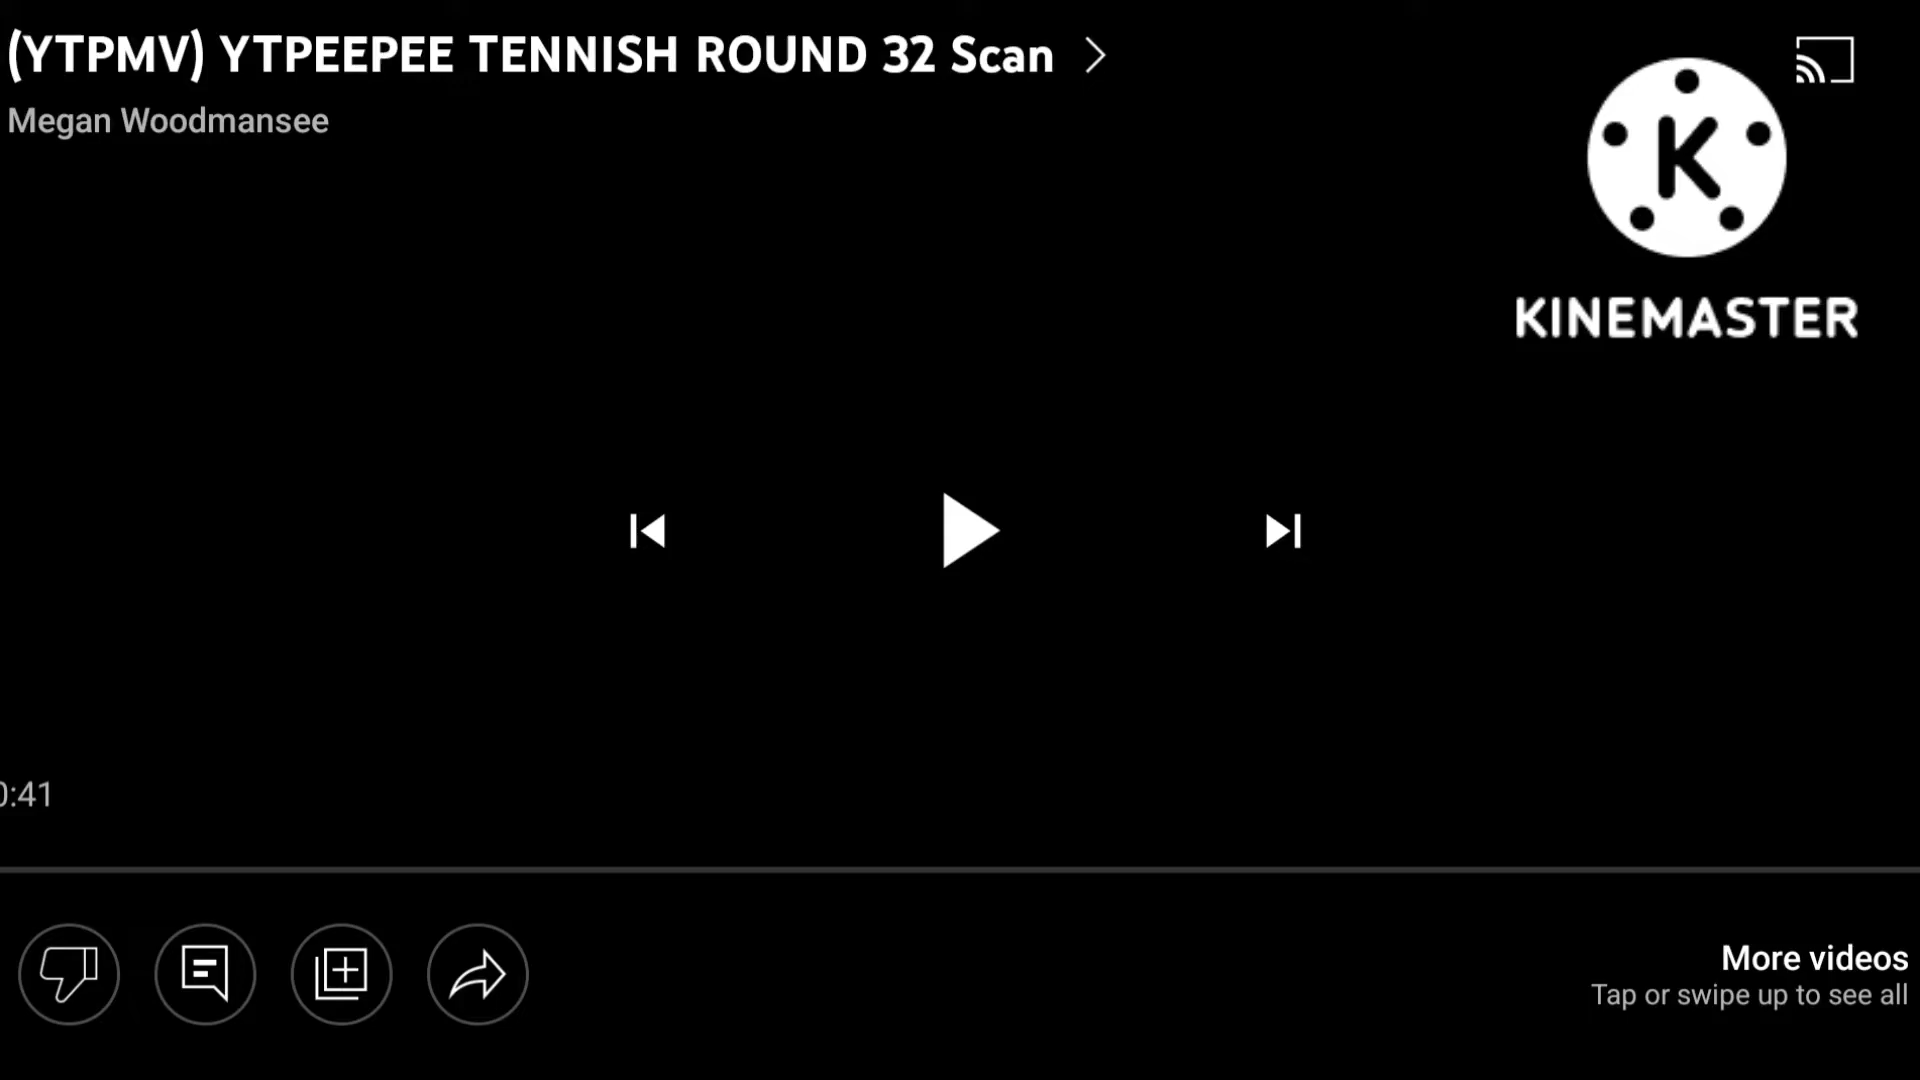 (YTPMV) YTPEEPEE TENNISH ROUND 32 Scan
Megan Woodmansee
K
KINEMASTER
0:41
More videos
Tap or swipe up to see all